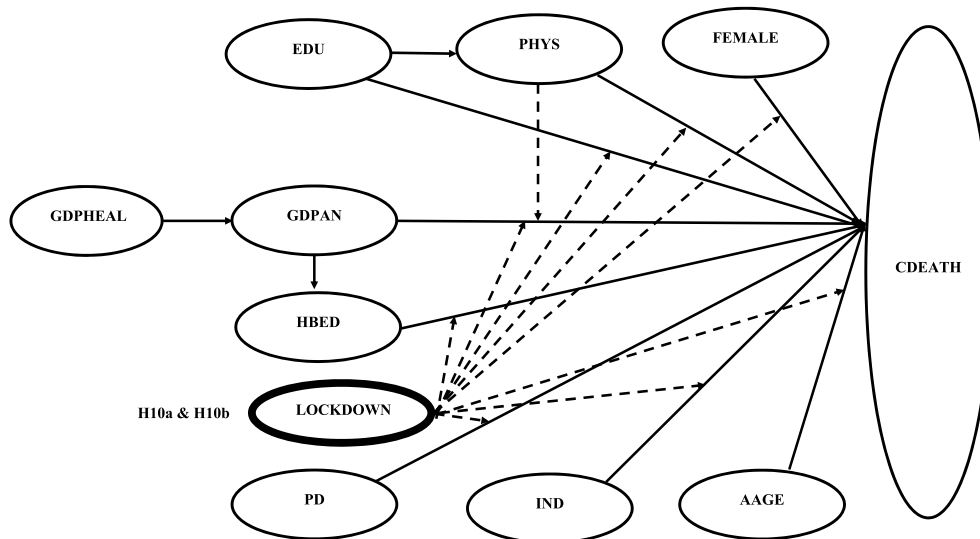 EDU
PHYS
FEMALE
GDPHEAL
GDPAN
CDEATH
HBED
H10a & H10b
LOCKDOWN
PD
IND
AAGE